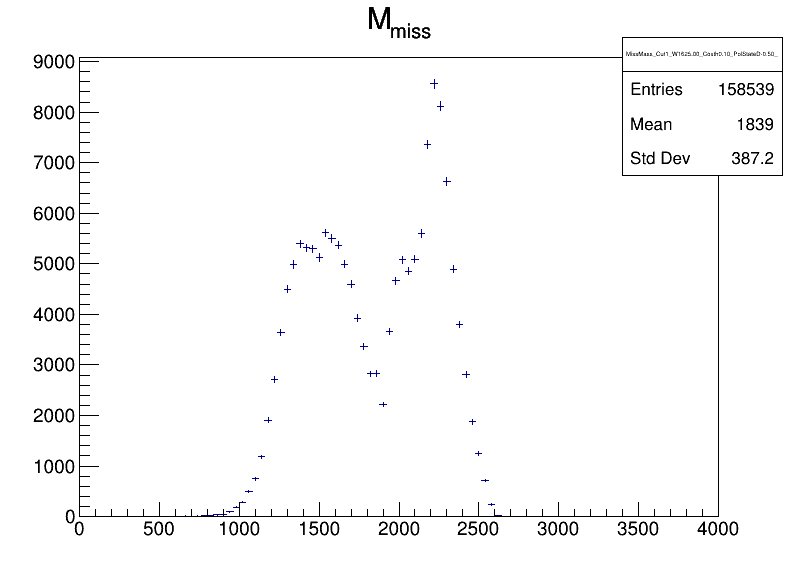 M_miss
MissMass_Cut1_W1625.00_Costh0.10_PolStateD-0.50_
Entries 158539
Mean 1839
Std Dev 387.2
9000
8000
7000
6000
5000
4000
3000
2000
1000
0
0 500 1000 1500 2000 2500 3000 3500 4000